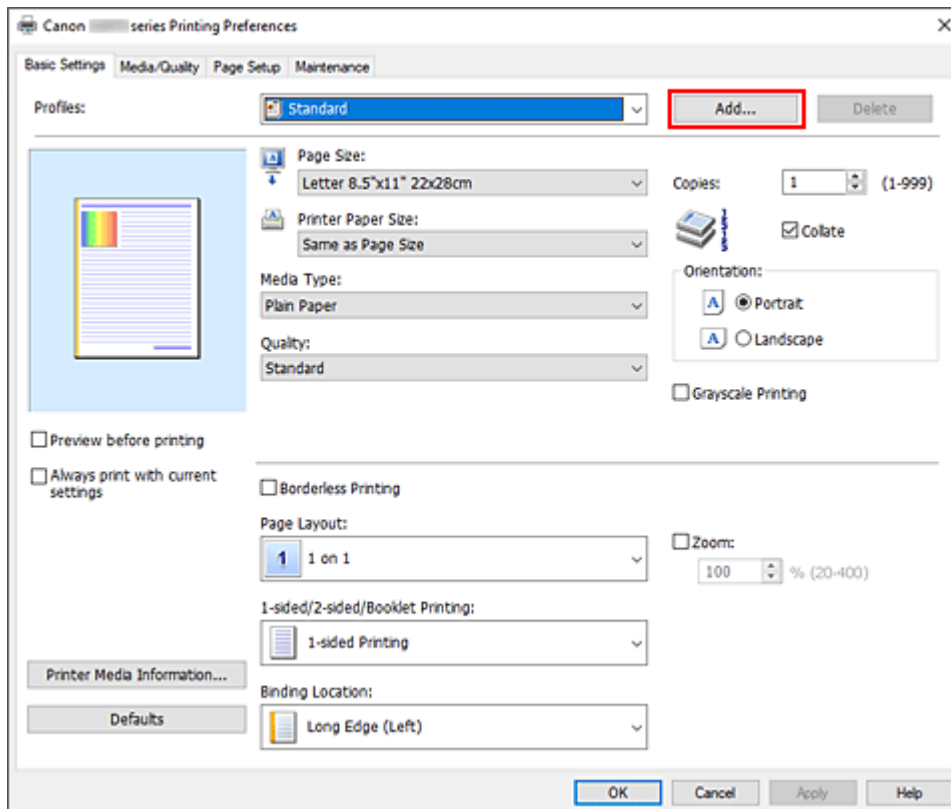 Canon series Printing Preferences
Basic Settings Media/Quality Page Setup Maintenance
Profiles: Standard Add... Delete
Page Size:
Letter 8.5"x11" 22x28cm
Copies: 1 (1-999)
Printer Paper Size:
Same as Page Size
Collate
Media Type:
Plain Paper
Orientation:
A Portrait
A Landscape
Quality:
Standard
Grayscale Printing
Preview before printing
Always print with current
settings
Borderless Printing
Page Layout:
1 1 on 1
Zoom:
100 % (20-400)
1-sided/2-sided/Booklet Printing:
1-sided Printing
Printer Media Information...
Defaults
Binding Location:
Long Edge (Left)
OK Cancel Apply Help